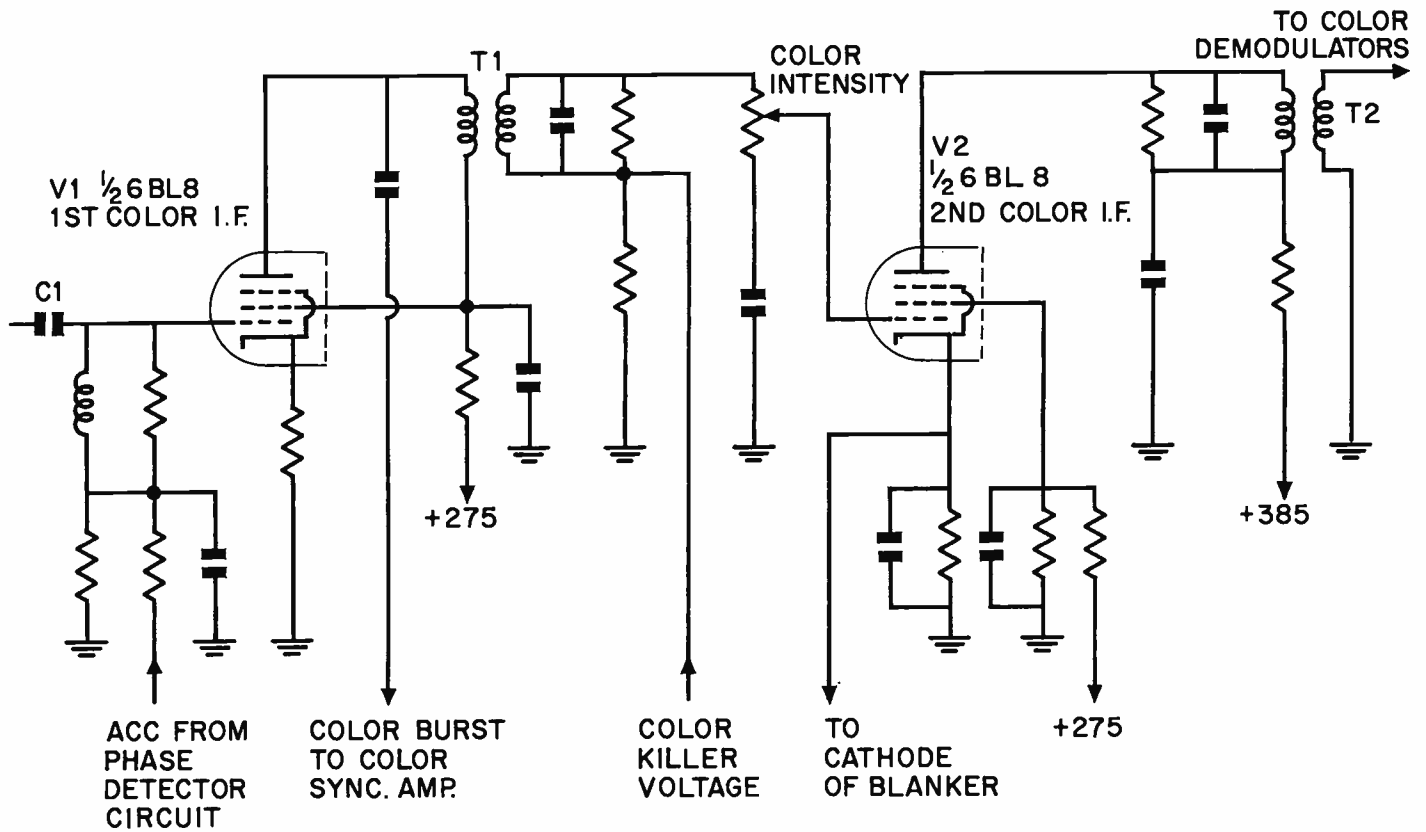 TO COLOR
DEMODULATORS
T1
COLOR
INTENSITY
T2
V2
½ 6 BL 8
2ND COLOR I.F.
V1 ½ 6 BL8
1ST COLOR I.F.
C1
+275
+385
+275
ACC FROM
PHASE
DETECTOR
CIRCUIT
COLOR BURST
TO COLOR
SYNC. AMP.
COLOR
KILLER
VOLTAGE
TO
CATHODE
OF BLANKER